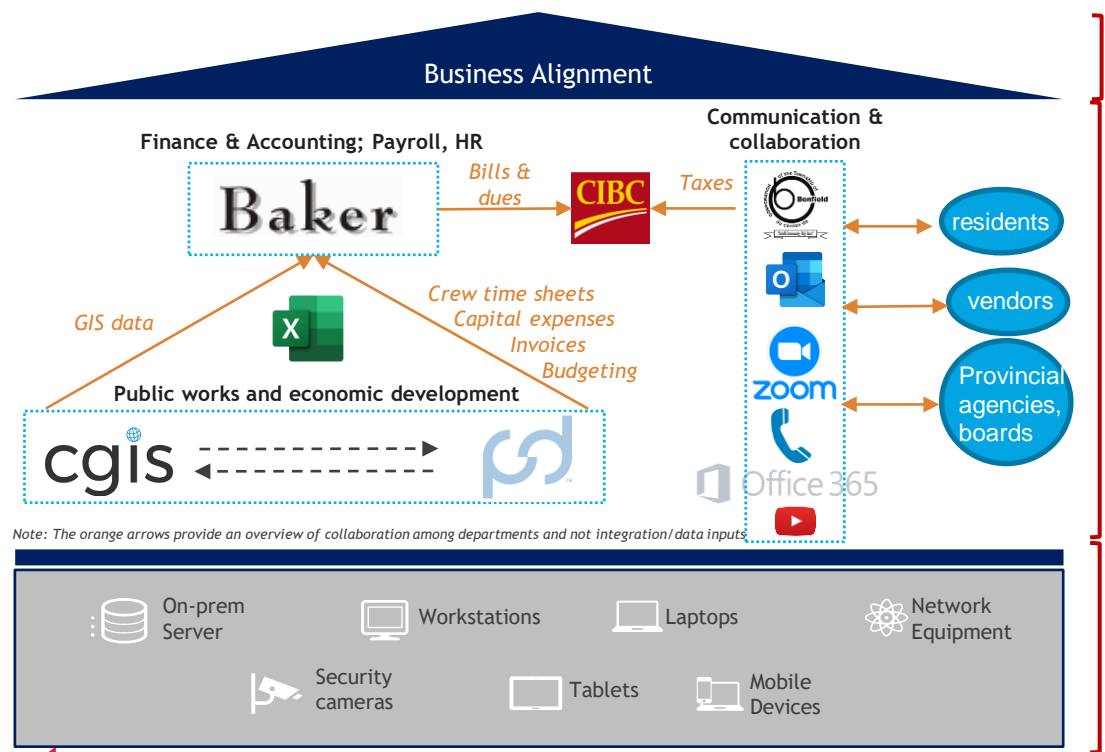 Business Alignment
Communication &
collaboration
Finance & Accounting; Payroll, HR
Baker
Bills &
dues
CIBC
Taxes
Bonfield
residents
O
vendors
GIS data
X
Crew time sheets
Capital expenses
Invoices
Budgeting
zoom
Provincial
agencies,
boards
Public works and economic development
cgis
pd
Office 365
Note: The orange arrows provide an overview of collaboration among departments and not integration/data inputs
On-prem
Server
Workstations
Laptops
Network
Equipment
Security
cameras
Tablets
Mobile
Devices